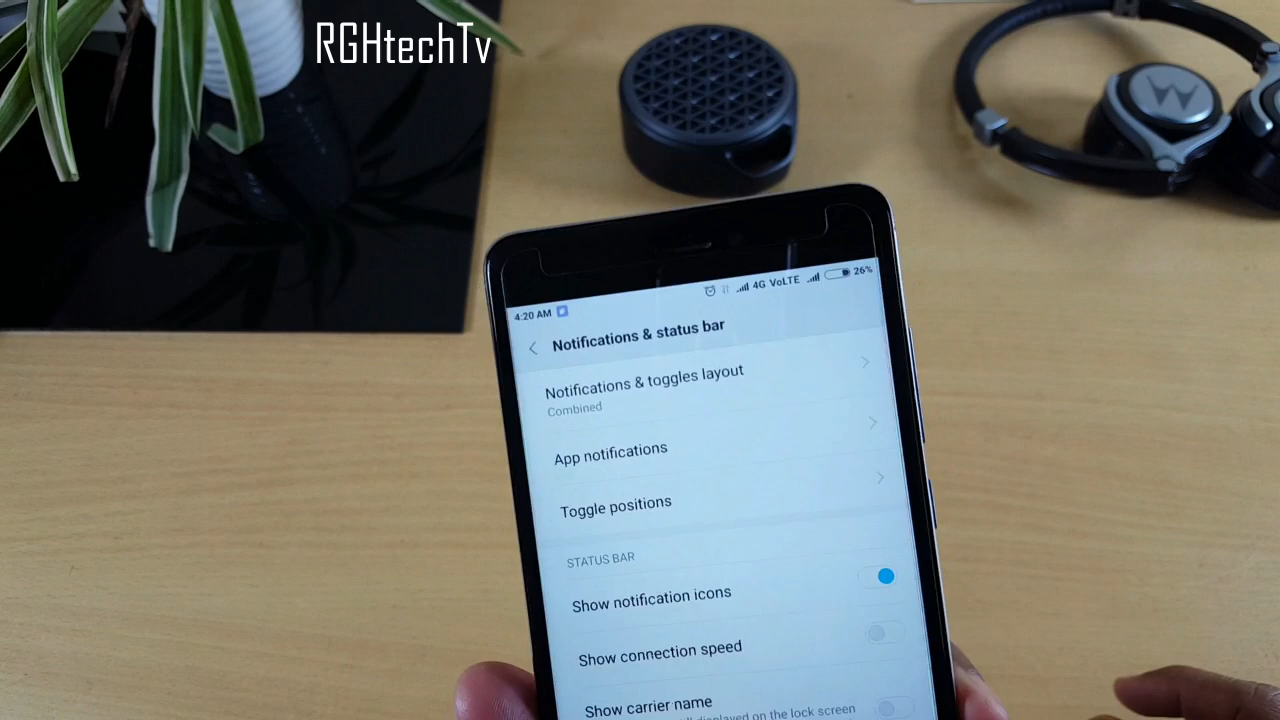 RGHtechTv
4:20 AM
4G VoLTE
26%
Notifications & status bar
Notifications & toggles layout
Combined
App notifications
Toggle positions
STATUS BAR
Show notification icons
Show connection speed
Show carrier name
displayed on the lock screen